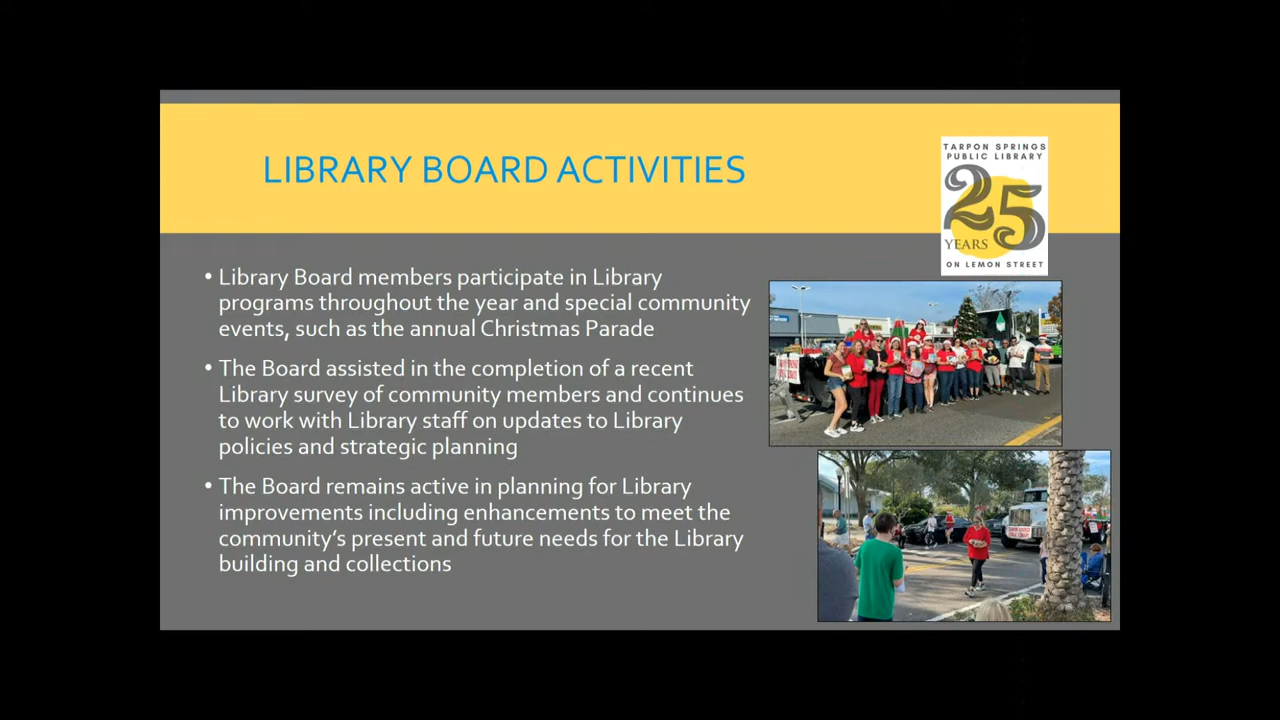 LIBRARY BOARD ACTIVITIES
TARPON SPRINGS
PUBLIC LIBRARY
25
YEARS
ON LEMON STREET
• Library Board members participate in Library
programs throughout the year and special community
events, such as the annual Christmas Parade
• The Board assisted in the completion of a recent
Library survey of community members and continues
to work with Library staff on updates to Library
policies and strategic planning
• The Board remains active in planning for Library
improvements including enhancements to meet the
community's present and future needs for the Library
building and collections